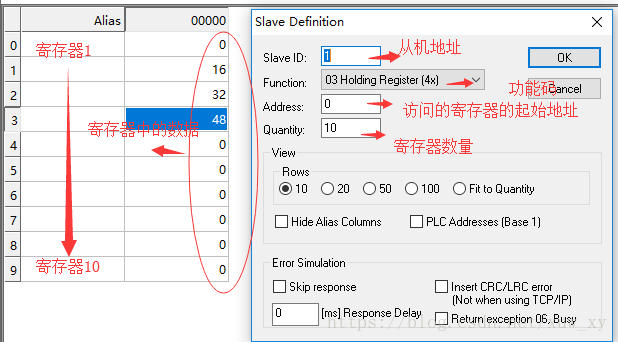 Alias 00000
0 寄存器1 0
1 16
2 32
3 48
寄存器中的数据
4 0
5 0
6 0
7 0
8 0
9 寄存器10 0
Slave Definition
Slave ID: 1 从机地址 OK
Function: 03 Holding Register (4x) 功能码 Cancel
Address: 0 访问的寄存器的起始地址
Quantity: 10 寄存器数量
View
Rows
10 20 50 100 Fit to Quantity
Hide Alias Columns PLC Addresses (Base 1)
Error Simulation
Skip response Insert CRC/LRC error
(Not when using TCP/IP)
0 [ms] Response Delay
Return exception 06, Busy